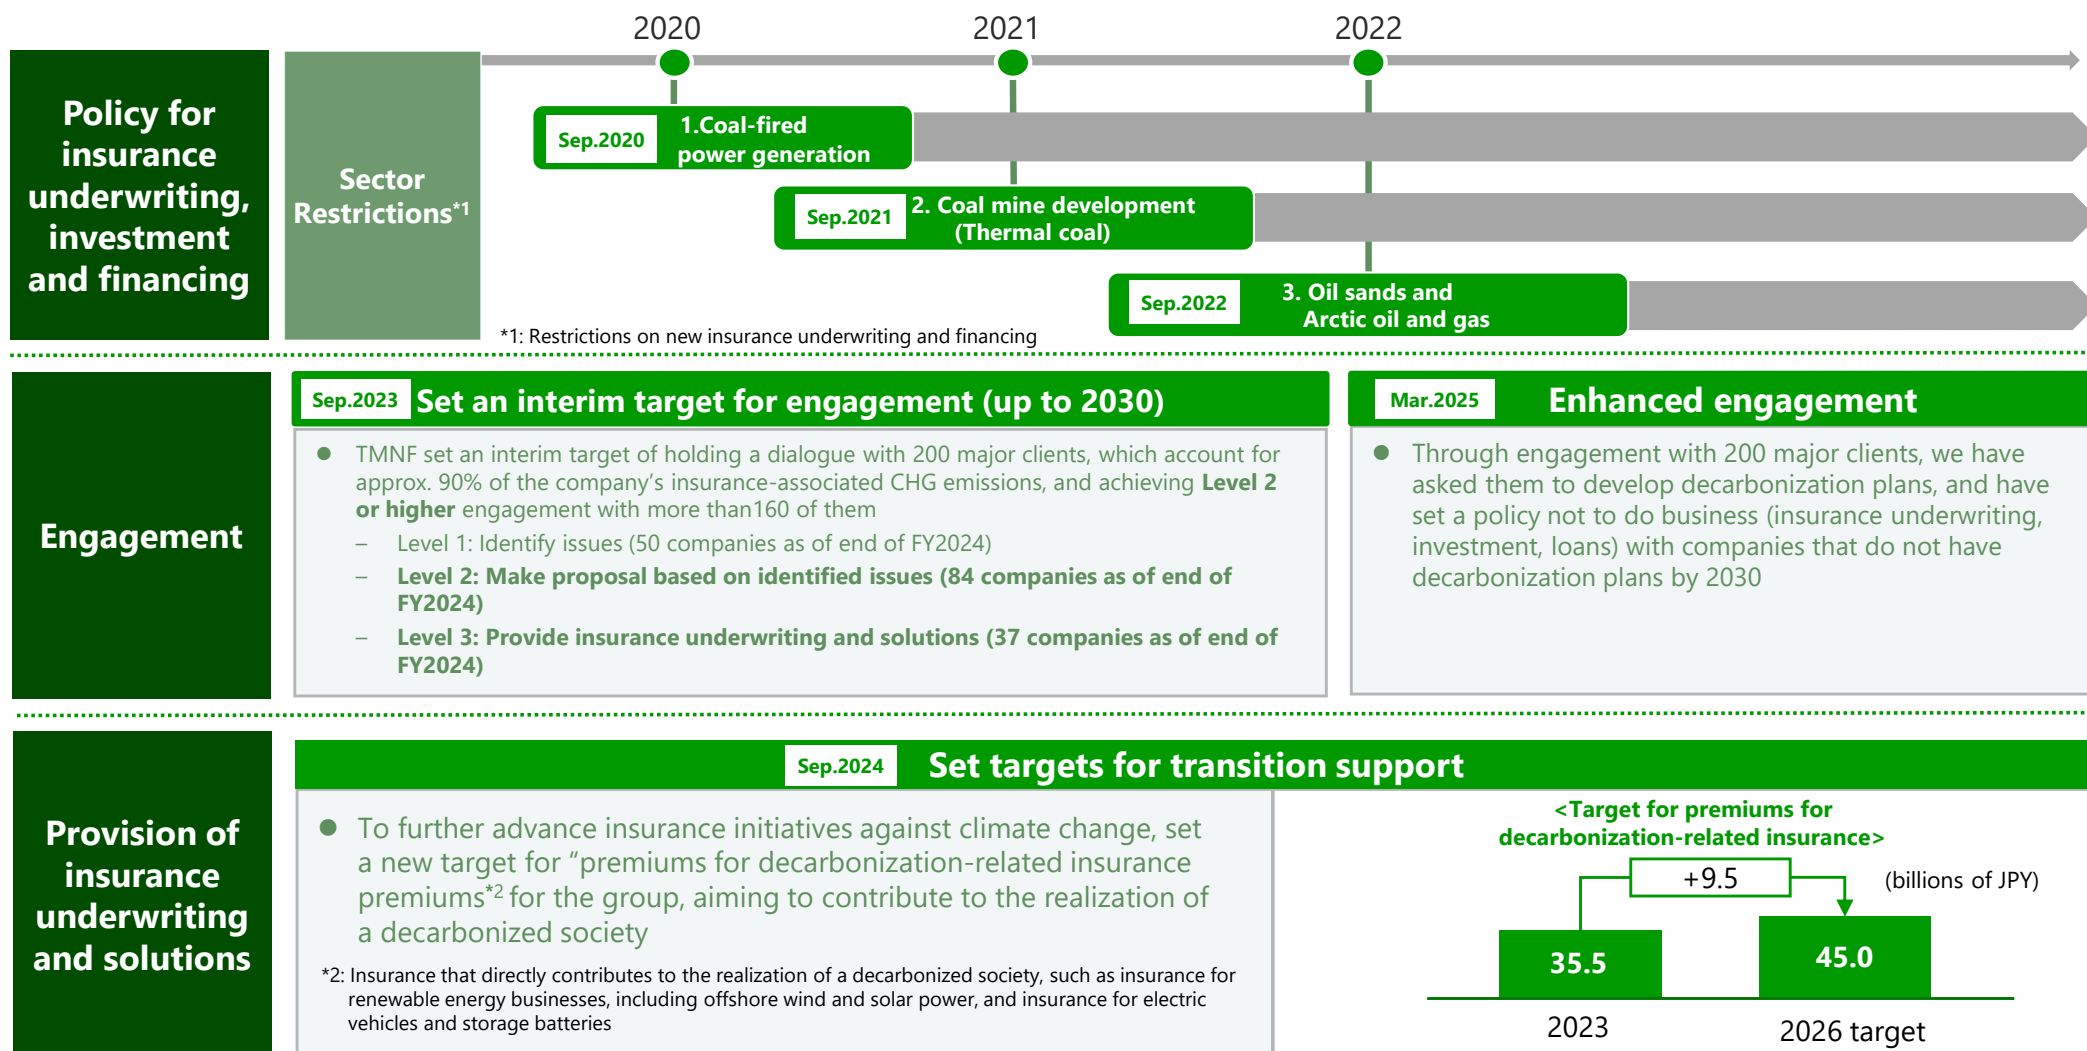 2020
2021
2022
Policy for
insurance
underwriting,
investment
and financing
Sector
Restrictions*1
Sep.2020
1.Coal-fired
power generation
Sep.2021
2. Coal mine development
(Thermal coal)
Sep.2022
3. Oil sands and
Arctic oil and gas
*1: Restrictions on new insurance underwriting and financing
Engagement
Sep.2023
Set an interim target for engagement (up to 2030)
● TMNF set an interim target of holding a dialogue with 200 major clients, which account for
approx. 90% of the company's insurance-associated CHG emissions, and achieving Level 2
or higher engagement with more than160 of them
– Level 1: Identify issues (50 companies as of end of FY2024)
– Level 2: Make proposal based on identified issues (84 companies as of end of
FY2024)
– Level 3: Provide insurance underwriting and solutions (37 companies as of end of
FY2024)
Mar.2025
Enhanced engagement
● Through engagement with 200 major clients, we have
asked them to develop decarbonization plans, and have
set a policy not to do business (insurance underwriting,
investment, loans) with companies that do not have
decarbonization plans by 2030
Provision of
insurance
underwriting
and solutions
Sep.2024
Set targets for transition support
● To further advance insurance initiatives against climate change, set
a new target for “premiums for decarbonization-related insurance
premiums*2 for the group, aiming to contribute to the realization of
a decarbonized society
*2: Insurance that directly contributes to the realization of a decarbonized society, such as insurance for
renewable energy businesses, including offshore wind and solar power, and insurance for electric
vehicles and storage batteries
<Target for premiums for
decarbonization-related insurance>
+9.5
(billions of JPY)
35.5
45.0
2023
2026 target